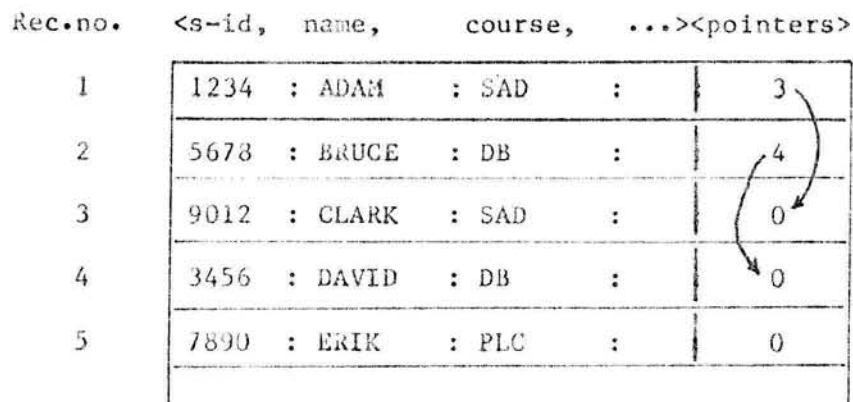 Rec.no. <s-id, name, course, ...><pointers>
1 1234 : ADAM : SAD : 3
2 5678 : BRUCE : DB : 4
3 9012 : CLARK : SAD : 0
4 3456 : DAVID : DB : 0
5 7890 : ERIK : PLC : 0